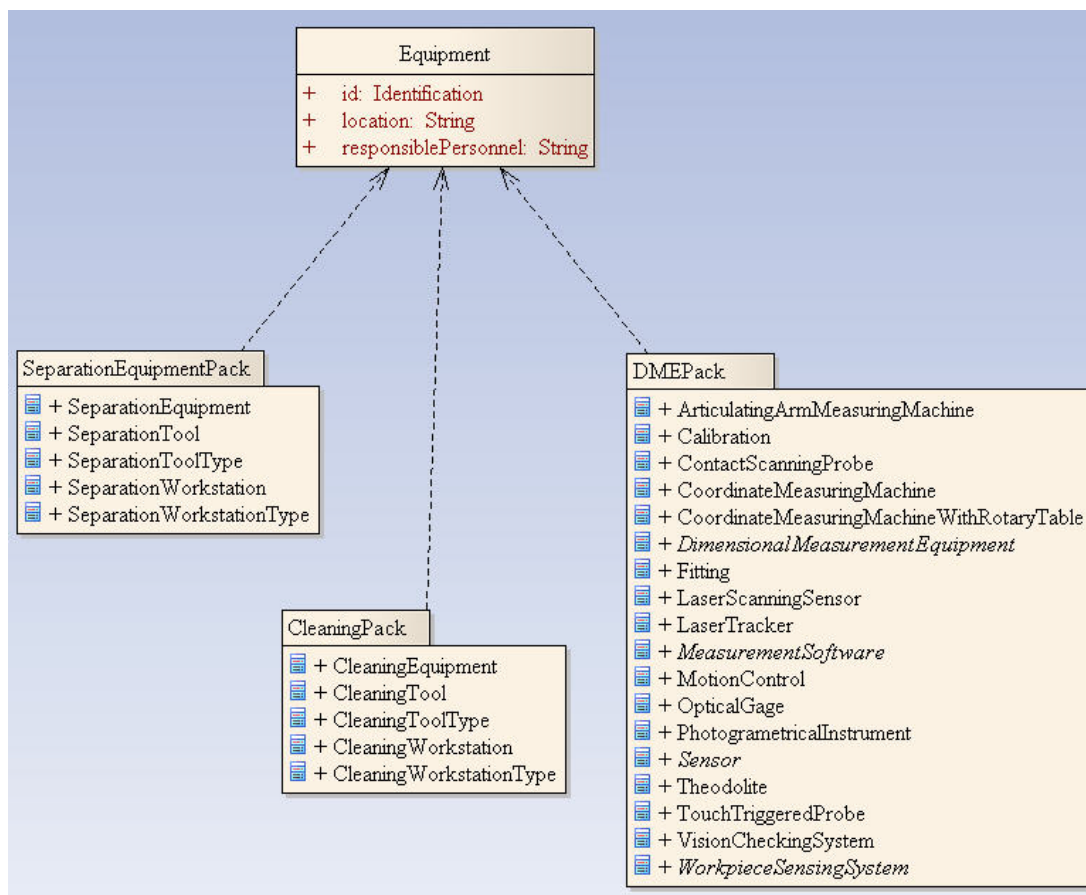 Equipment
+ id: Identification
+ location: String
+ responsiblePersonnel: String
SeparationEquipmentPack
+ SeparationEquipment
+ SeparationTool
+ SeparationToolType
+ SeparationWorkstation
+ SeparationWorkstationType
CleaningPack
+ CleaningEquipment
+ CleaningTool
+ CleaningToolType
+ CleaningWorkstation
+ CleaningWorkstationType
DMEPack
+ ArticulatingArmMeasuringMachine
+ Calibration
+ ContactScanningProbe
+ CoordinateMeasuringMachine
+ CoordinateMeasuringMachineWithRotaryTable
+ DimensionalMeasurementEquipment
+ Fitting
+ LaserScanningSensor
+ LaserTracker
+ MeasurementSoftware
+ MotionControl
+ OpticalGage
+ PhotogrametricalInstrument
+ Sensor
+ Theodolite
+ TouchTriggeredProbe
+ VisionCheckingSystem
+ WorkpieceSensingSystem